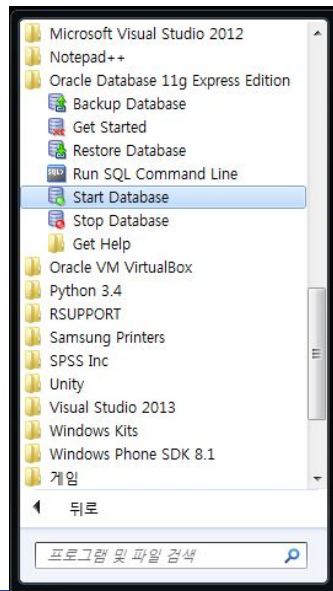 Microsoft Visual Studio 2012
Notepad++
Oracle Database 11g Express Edition
Backup Database
Get Started
Restore Database
Run SQL Command Line
Start Database
Stop Database
Get Help
Oracle VM VirtualBox
Python 3.4
RSUPPORT
Samsung Printers
SPSS Inc
Unity
Visual Studio 2013
Windows Kits
Windows Phone SDK 8.1
게임
뒤로
프로그램 및 파일 검색